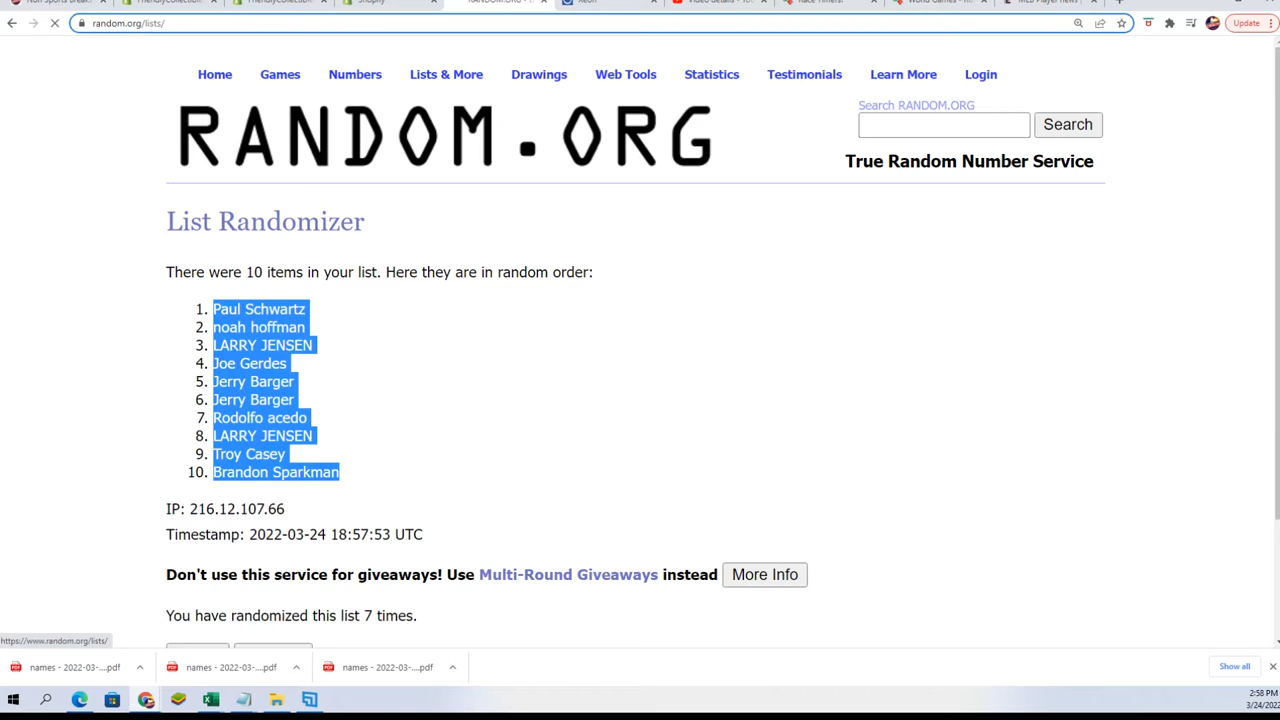 random.org/lists/
Update
Home Games Numbers Lists & More Drawings Web Tools Statistics Testimonials Learn More Login
RANDOM.ORG
Search RANDOM.ORG
Search
True Random Number Service
List Randomizer
There were 10 items in your list. Here they are in random order:
1. Paul Schwartz
2. noah hoffman
3. LARRY JENSEN
4. Joe Gerdes
5. Jerry Barger
6. Jerry Barger
7. Rodolfo acedo
8. LARRY JENSEN
9. Troy Casey
10. Brandon Sparkman
IP: 216.12.107.66
Timestamp: 2022-03-24 18:57:53 UTC
Don't use this service for giveaways! Use Multi-Round Giveaways instead More Info
You have randomized this list 7 times.
https://www.random.org/lists/
names - 2022-03-....pdf names - 2022-03-....pdf names - 2022-03-....pdf Show all
2:58 PM
3/24/2022